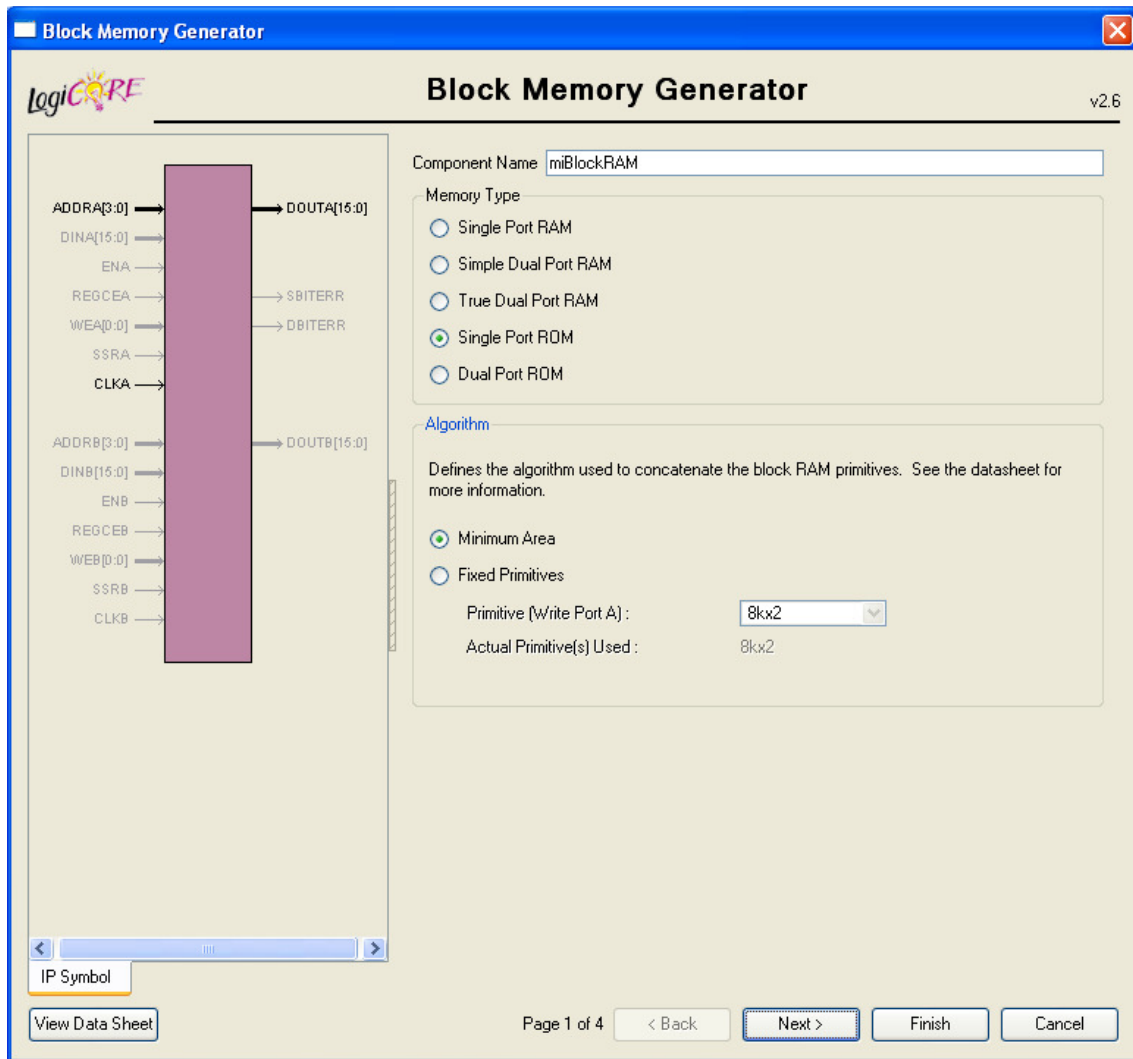 Block Memory Generator
LogiCORE
Block Memory Generator
v2.6
ADDRA[3:0]
DOUTA[15:0]
DINA[15:0]
ENA
REGCEA
SBITERR
WEA[0:0]
DBITERR
SSRA
CLKA
ADDRB[3:0]
DOUTB[15:0]
DINB[15:0]
ENB
REGCEB
WEB[0:0]
SSRB
CLKB
IP Symbol
View Data Sheet
Component Name miBlockRAM
Memory Type
Single Port RAM
Simple Dual Port RAM
True Dual Port RAM
Single Port ROM
Dual Port ROM
Algorithm
Defines the algorithm used to concatenate the block RAM primitives. See the datasheet for
more information.
Minimum Area
Fixed Primitives
Primitive (Write Port A) : 8kx2
Actual Primitive(s) Used : 8kx2
Page 1 of 4
< Back
Next >
Finish
Cancel